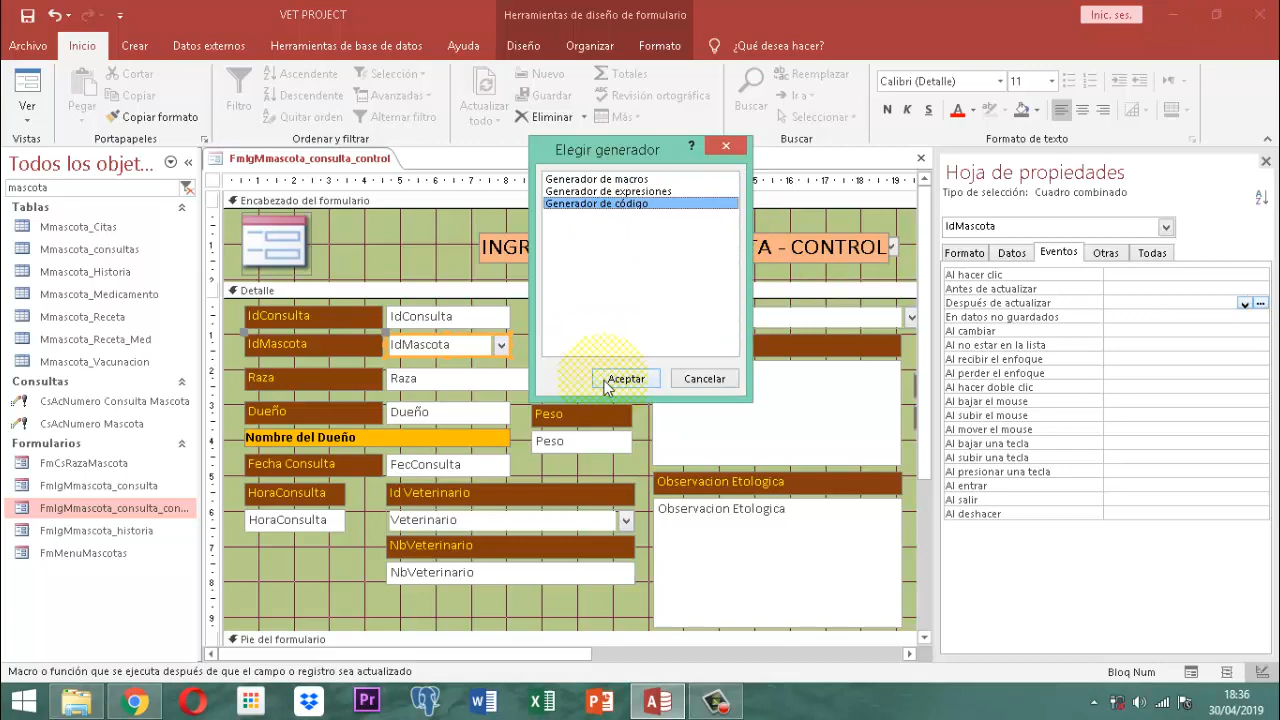 VET PROJECT
Herramientas de diseño de formulario
Inic. ses.
Archivo
Inicio
Crear
Datos externos
Herramientas de base de datos
Ayuda
Diseño
Organizar
Formato
¿Qué desea hacer?
Ver
Pegar
Cortar
Copiar
Copiar formato
Filtro
Ascendente
Descendente
Quitar orden
Selección
Avanzadas
Alternar filtro
Actualizar todo
Nuevo
Guardar
Eliminar
Totales
Revisión ortográfica
Más
Buscar
Reemplazar
Ir a
Seleccionar
Calibri (Detalle)
11
N K S
Vistas
Portapapeles
Ordenar y filtrar
Buscar
Formato de texto
Todos los objet...
mascota
Tablas
Mmascota_Citas
Mmascota_consultas
Mmascota_Historia
Mmascota_Medicamento
Mmascota_Receta
Mmascota_Receta_Med
Mmascota_Vacunacion
Consultas
CsAcNumero Consulta Mascota
CsAcNumero Mascota
Formularios
FmCsRazaMascota
FmIgMmascota_consulta
FmIgMmascota_consulta_con...
FmIgMmascota_historia
FmMenuMascotas
FmIgMmascota_consulta_control
Encabezado del formulario
INGR
TA - CONTROL
Detalle
IdConsulta
IdConsulta
IdMascota
IdMascota
Raza
Raza
Dueño
Dueño
Nombre del Dueño
Fecha Consulta
FecConsulta
HoraConsulta
HoraConsulta
Id Veterinario
Veterinario
NbVeterinario
NbVeterinario
Peso
Peso
Observacion Etologica
Observacion Etologica
Pie del formulario
Elegir generador
?
Generador de macros
Generador de expresiones
Generador de código
Aceptar
Cancelar
Hoja de propiedades
Tipo de selección: Cuadro combinado
IdMascota
Formato
Datos
Eventos
Otras
Todas
Al hacer clic
Antes de actualizar
Después de actualizar
En datos no guardados
Al cambiar
Al no estar en la lista
Al recibir el enfoque
Al perder el enfoque
Al hacer doble clic
Al bajar el mouse
Al subir el mouse
Al mover el mouse
Al bajar una tecla
Al subir una tecla
Al presionar una tecla
Al entrar
Al salir
Al deshacer
Macro o función que se ejecuta después de que el campo o registro sea actualizado
Bloq Num
18:36
30/04/2019